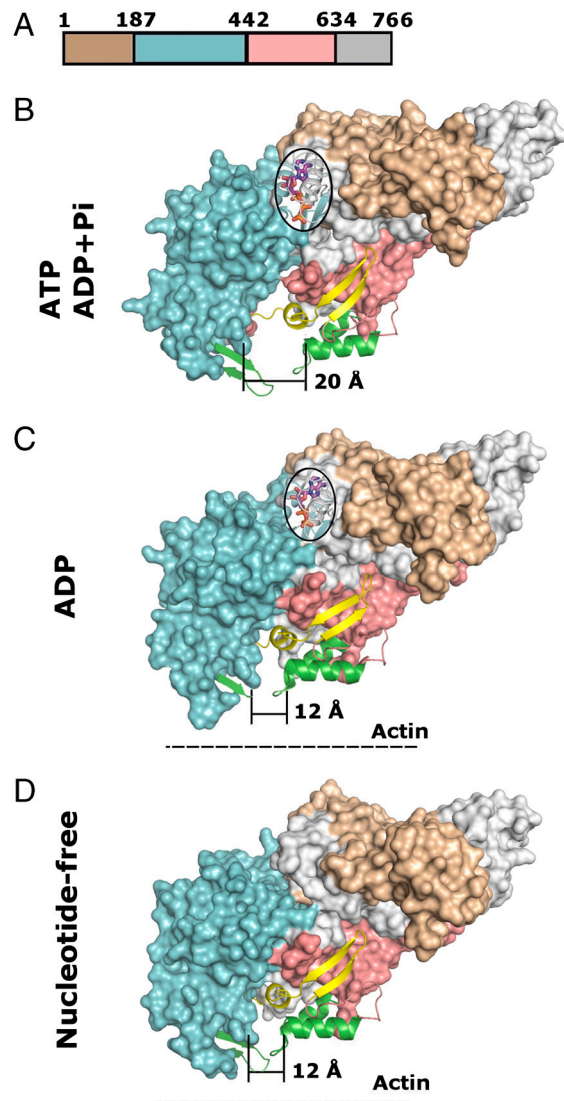 A
1 187 442 634 766
B
ATP
ADP+Pi
20 Å
C
ADP
12 Å
Actin
D
Nucleotide-free
12 Å
Actin